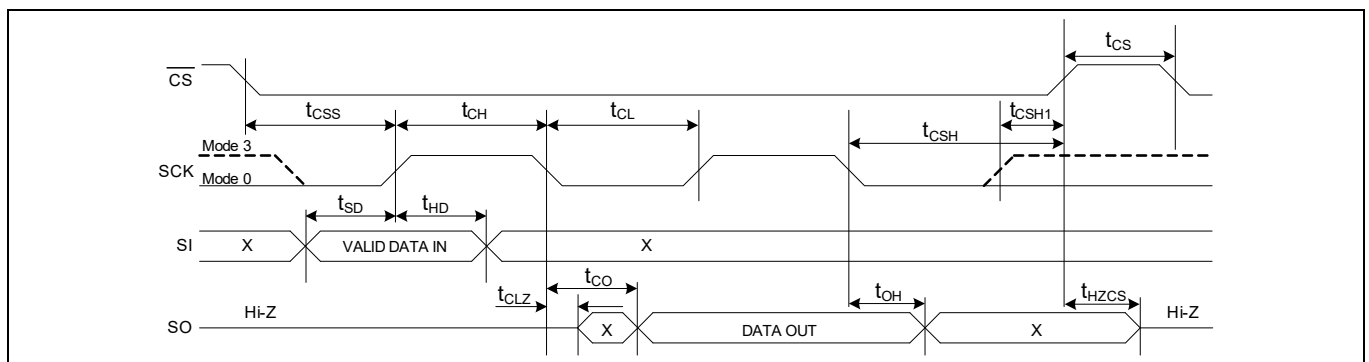 tCS
CS
tCSS
tCH
tCL
tCSH
tCSH1
Mode 3
SCK
Mode 0
tSD
tHD
SI
X
VALID DATA IN
X
tCO
tCLZ
tOH
tHZCS
SO
Hi-Z
X
DATA OUT
X
Hi-Z